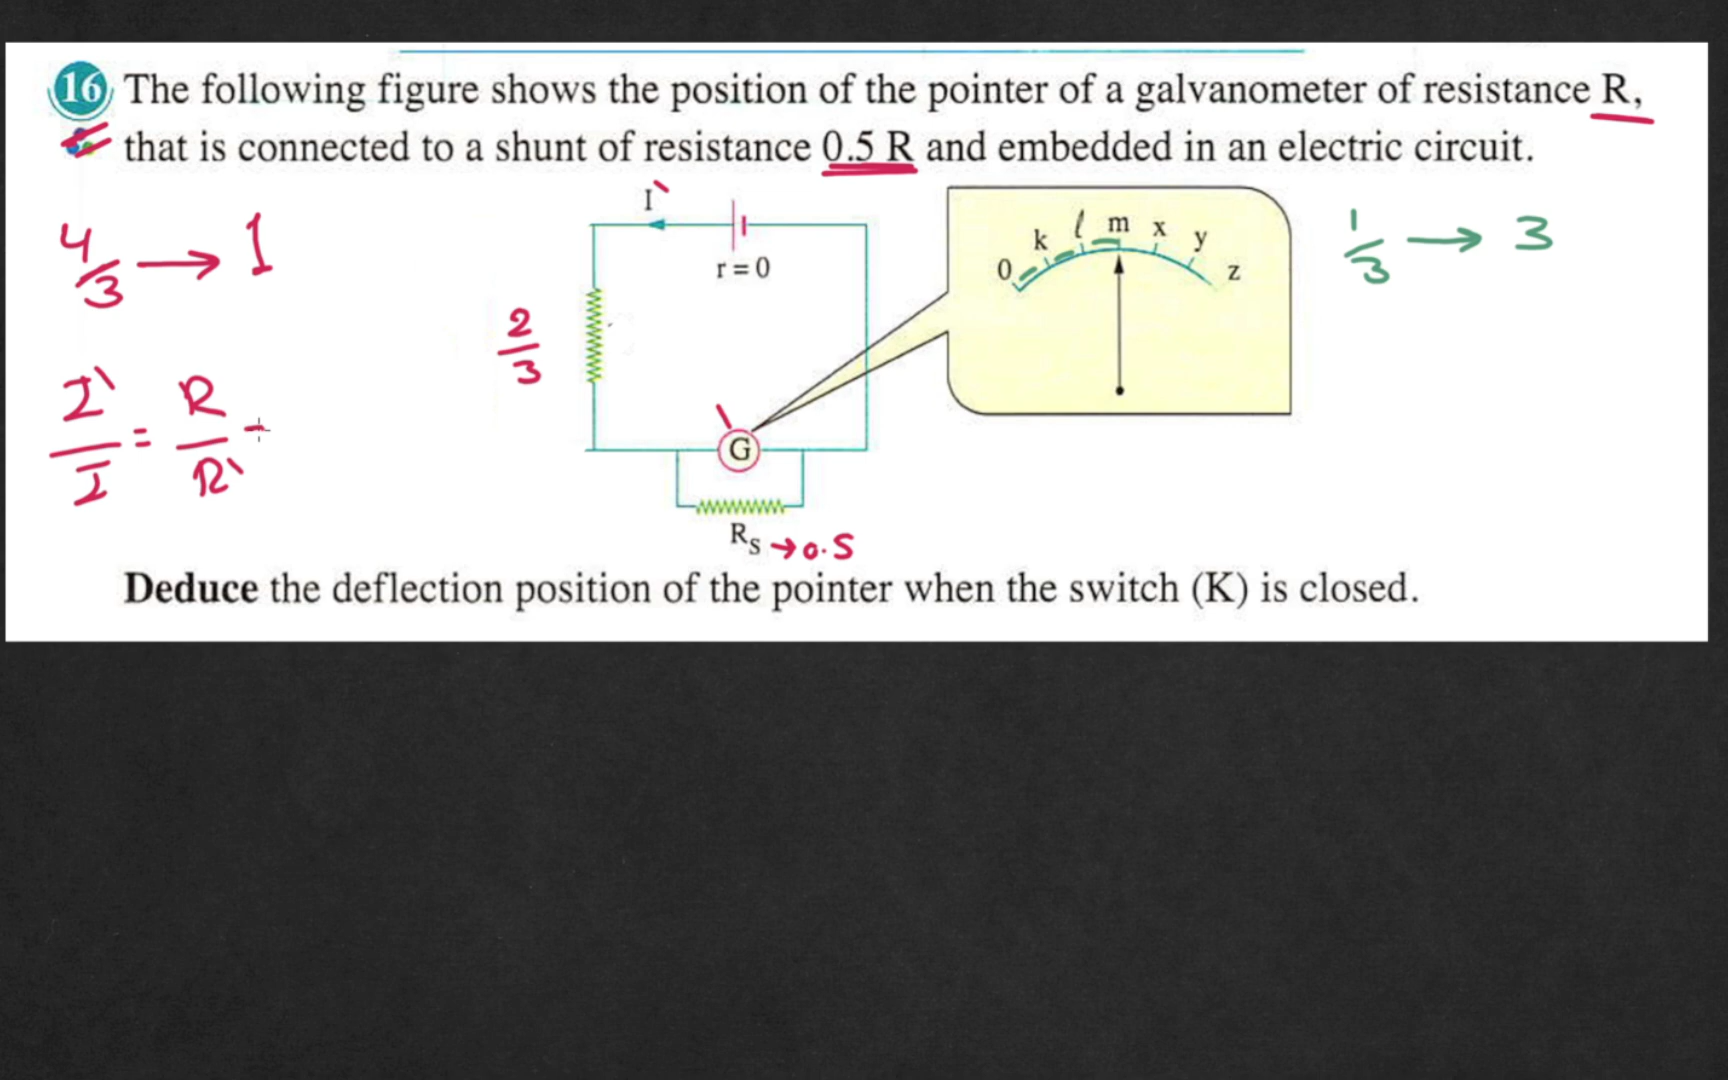 16 The following figure shows the position of the pointer of a galvanometer of resistance R,
that is connected to a shunt of resistance 0.5 R and embedded in an electric circuit.
4/3 → 1
I'
r = 0
0 k l m x y z
1/3 → 3
2/3
I'/I = R/R' -
G
R_S → 0.5
Deduce the deflection position of the pointer when the switch (K) is closed.